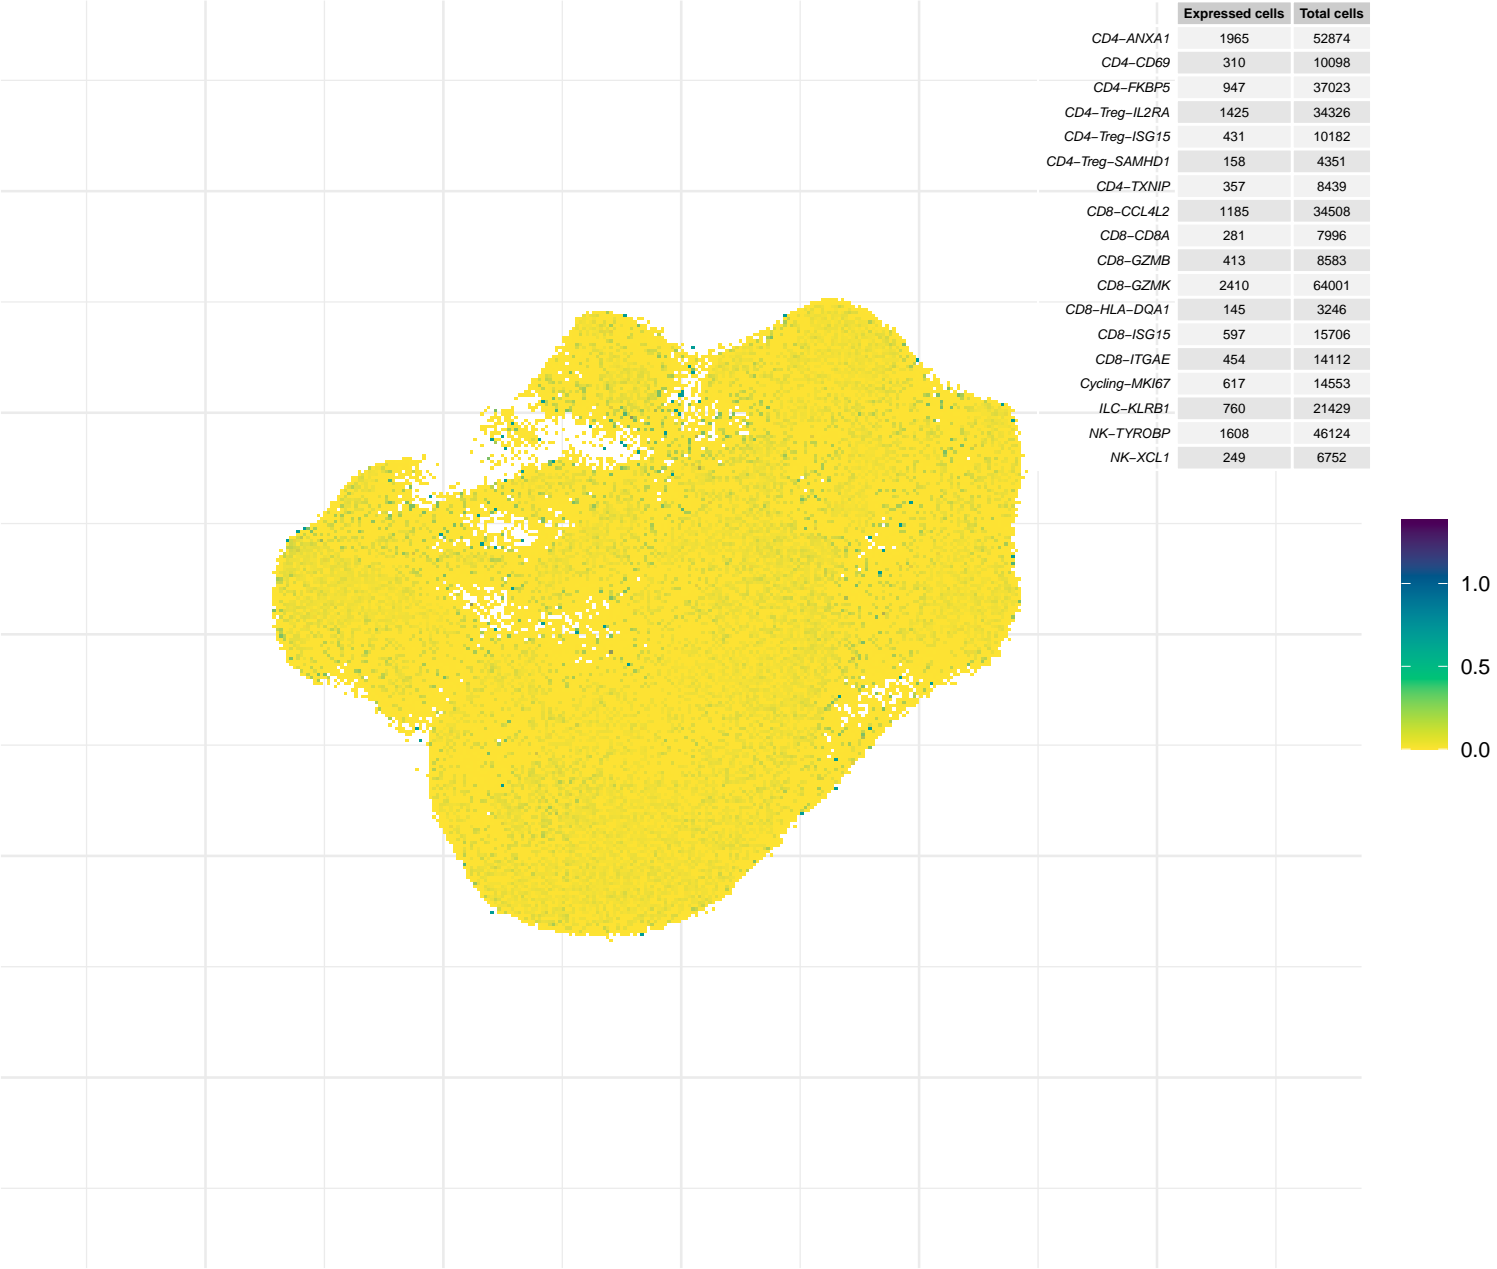 Expressed cells Total cells
CD4−ANXA1 1965 52874
CD4−CD69 310 10098
CD4−FKBP5 947 37023
CD4−Treg−IL2RA 1425 34326
CD4−Treg−ISG15 431 10182
CD4−Treg−SAMHD1 158 4351
CD4−TXNIP 357 8439
CD8−CCL4L2 1185 34508
CD8−CD8A 281 7996
CD8−GZMB 413 8583
CD8−GZMK 2410 64001
CD8−HLA−DQA1 145 3246
CD8−ISG15 597 15706
CD8−ITGAE 454 14112
Cycling−MKI67 617 14553
ILC−KLRB1 760 21429
NK−TYROBP 1608 46124
NK−XCL1 249 6752
1.0
0.5
0.0